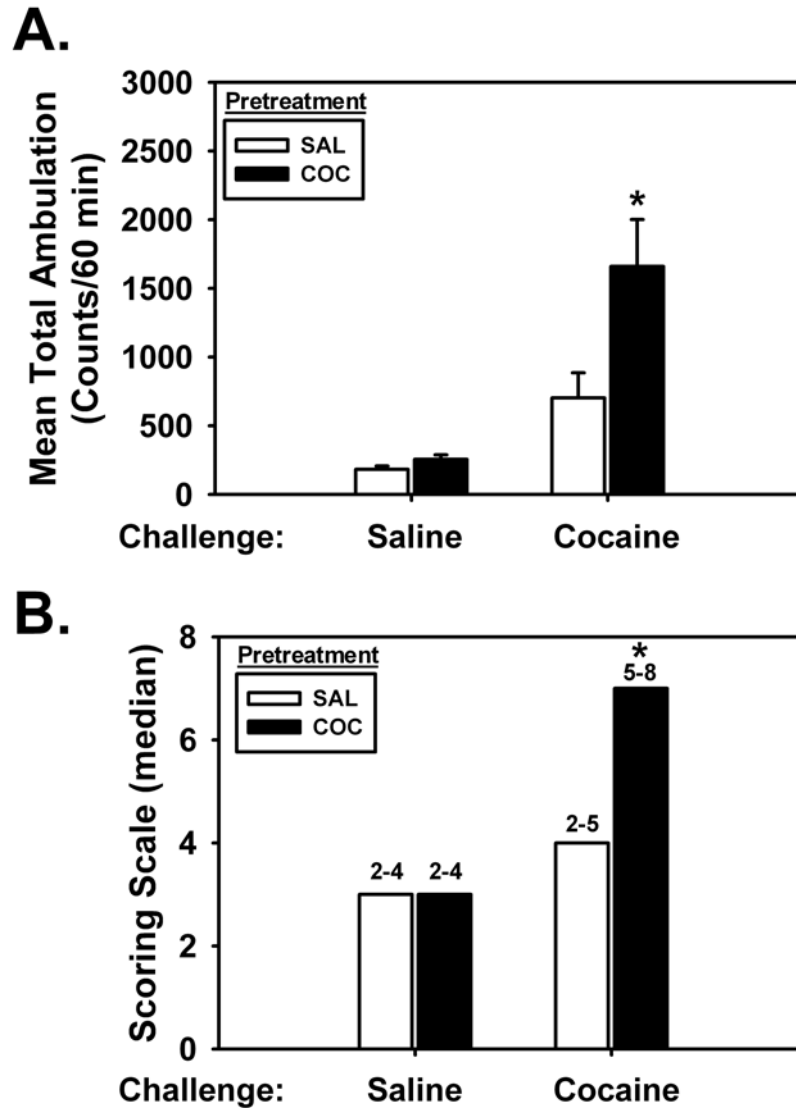 A.
Mean Total Ambulation
(Counts/60 min)
3000
2500
2000
1500
1000
500
0
Pretreatment
SAL
COC
*
Challenge: Saline Cocaine
B.
Scoring Scale (median)
8
6
4
2
0
Pretreatment
SAL
COC
2-4 2-4
2-5
*
5-8
Challenge: Saline Cocaine